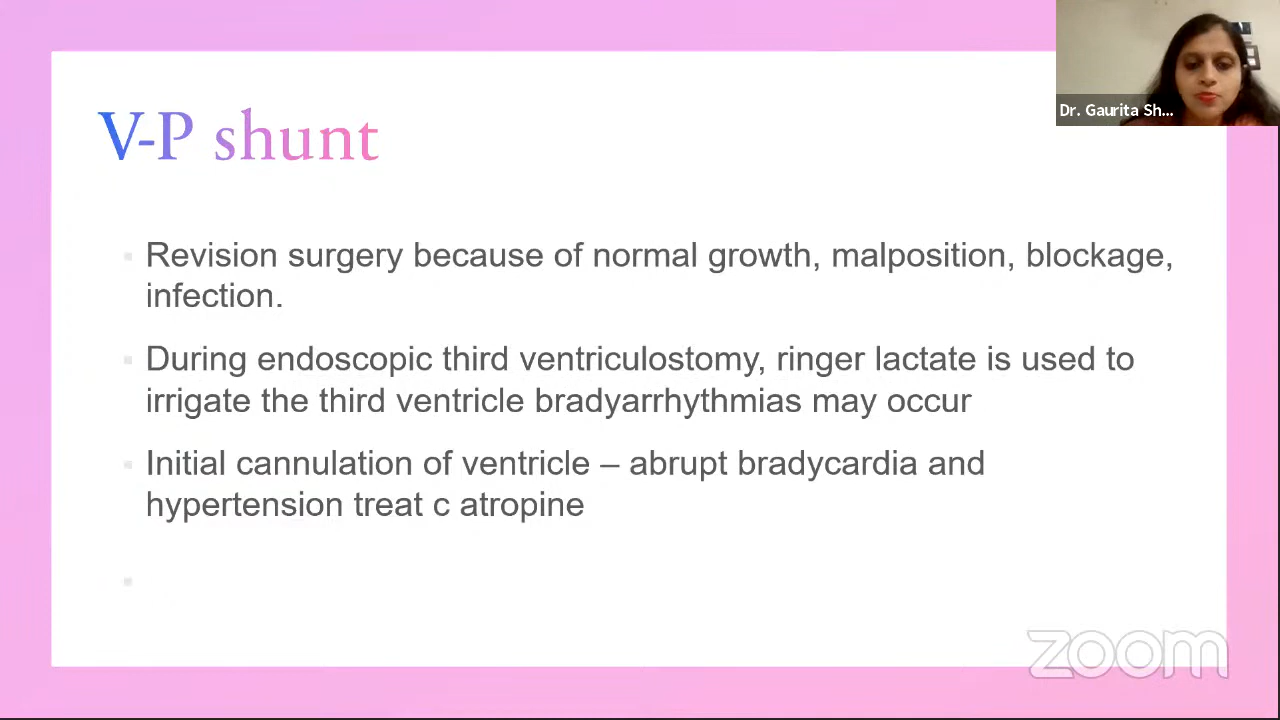 V-P shunt
Dr. Gaurita Sh...
Revision surgery because of normal growth, malposition, blockage,
infection.
During endoscopic third ventriculostomy, ringer lactate is used to
irrigate the third ventricle bradyarrhythmias may occur
Initial cannulation of ventricle – abrupt bradycardia and
hypertension treat c atropine
zoom